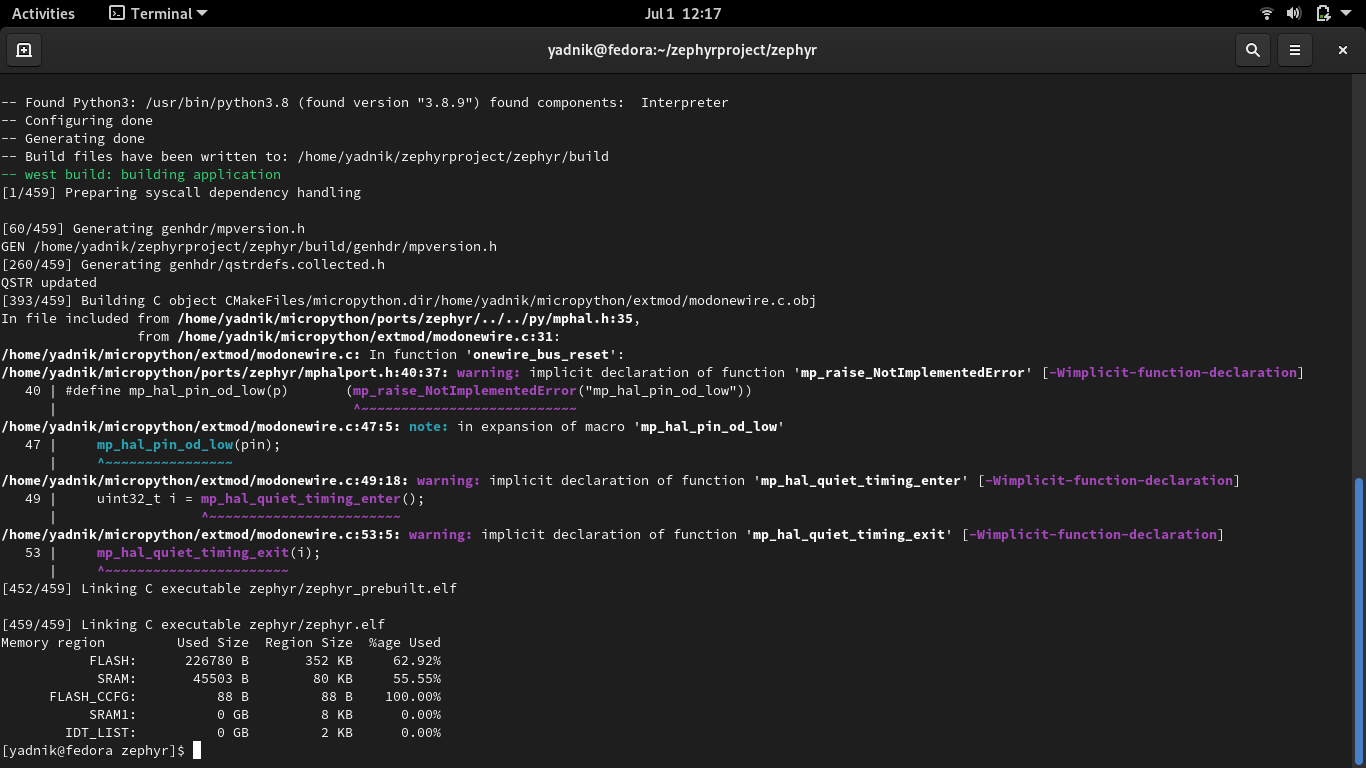 Activities Terminal Jul 1 12:17
yadnik@fedora:~/zephyrproject/zephyr
-- Found Python3: /usr/bin/python3.8 (found version "3.8.9") found components:  Interpreter
-- Configuring done
-- Generating done
-- Build files have been written to: /home/yadnik/zephyrproject/zephyr/build
-- west build: building application
[1/459] Preparing syscall dependency handling
[60/459] Generating genhdr/mpversion.h
GEN /home/yadnik/zephyrproject/zephyr/build/genhdr/mpversion.h
[260/459] Generating genhdr/qstrdefs.collected.h
QSTR updated
[393/459] Building C object CMakeFiles/micropython.dir/home/yadnik/micropython/extmod/modonewire.c.obj
In file included from /home/yadnik/micropython/ports/zephyr/../../py/mphal.h:35,
                 from /home/yadnik/micropython/extmod/modonewire.c:31:
/home/yadnik/micropython/extmod/modonewire.c: In function 'onewire_bus_reset':
/home/yadnik/micropython/ports/zephyr/mphalport.h:40:37: warning: implicit declaration of function 'mp_raise_NotImplementedError' [-Wimplicit-function-declaration]
   40 | #define mp_hal_pin_od_low(p)       (mp_raise_NotImplementedError("mp_hal_pin_od_low"))
      |                                     ^~~~~~~~~~~~~~~~~~~~~~~~~~~~
/home/yadnik/micropython/extmod/modonewire.c:47:5: note: in expansion of macro 'mp_hal_pin_od_low'
   47 |     mp_hal_pin_od_low(pin);
      |     ^~~~~~~~~~~~~~~~~
/home/yadnik/micropython/extmod/modonewire.c:49:18: warning: implicit declaration of function 'mp_hal_quiet_timing_enter' [-Wimplicit-function-declaration]
   49 |     uint32_t i = mp_hal_quiet_timing_enter();
      |                  ^~~~~~~~~~~~~~~~~~~~~~~~~
/home/yadnik/micropython/extmod/modonewire.c:53:5: warning: implicit declaration of function 'mp_hal_quiet_timing_exit' [-Wimplicit-function-declaration]
   53 |     mp_hal_quiet_timing_exit(i);
      |     ^~~~~~~~~~~~~~~~~~~~~~~~
[452/459] Linking C executable zephyr/zephyr_prebuilt.elf
[459/459] Linking C executable zephyr/zephyr.elf
Memory region         Used Size  Region Size  %age Used
           FLASH:      226780 B       352 KB     62.92%
            SRAM:       45503 B        80 KB     55.55%
      FLASH_CCFG:          88 B         88 B    100.00%
           SRAM1:          0 GB         8 KB      0.00%
        IDT_LIST:          0 GB         2 KB      0.00%
[yadnik@fedora zephyr]$